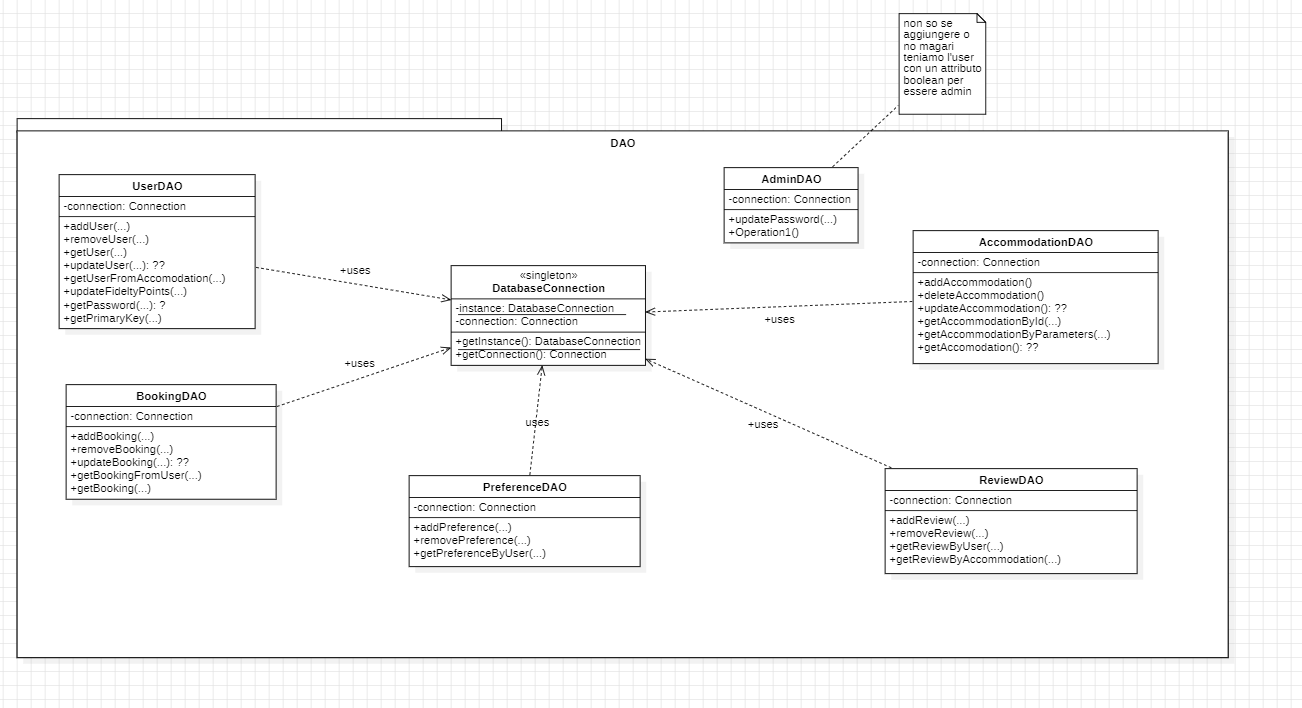 non so se
aggiungere o
no magari
teniamo l'user
con un attributo
boolean per
essere admin
DAO
UserDAO
-connection: Connection
+addUser(...)
+removeUser(...)
+getUser(...)
+updateUser(...): ??
+getUserFromAccomodation(...)
+updateFideltyPoints(...)
+getPassword(...): ?
+getPrimaryKey(...)
AdminDAO
-connection: Connection
+updatePassword(...)
+Operation1()
AccommodationDAO
-connection: Connection
+addAccommodation()
+deleteAccommodation()
+updateAccommodation(): ??
+getAccommodationById(...)
+getAccommodationByParameters(...)
+getAccomodation(): ??
+uses
«singleton»
DatabaseConnection
-instance: DatabaseConnection
-connection: Connection
+getInstance(): DatabaseConnection
+getConnection(): Connection
+uses
+uses
BookingDAO
-connection: Connection
+addBooking(...)
+removeBooking(...)
+updateBooking(...): ??
+getBookingFromUser(...)
+getBooking(...)
uses
+uses
PreferenceDAO
-connection: Connection
+addPreference(...)
+removePreference(...)
+getPreferenceByUser(...)
ReviewDAO
-connection: Connection
+addReview(...)
+removeReview(...)
+getReviewByUser(...)
+getReviewByAccommodation(...)